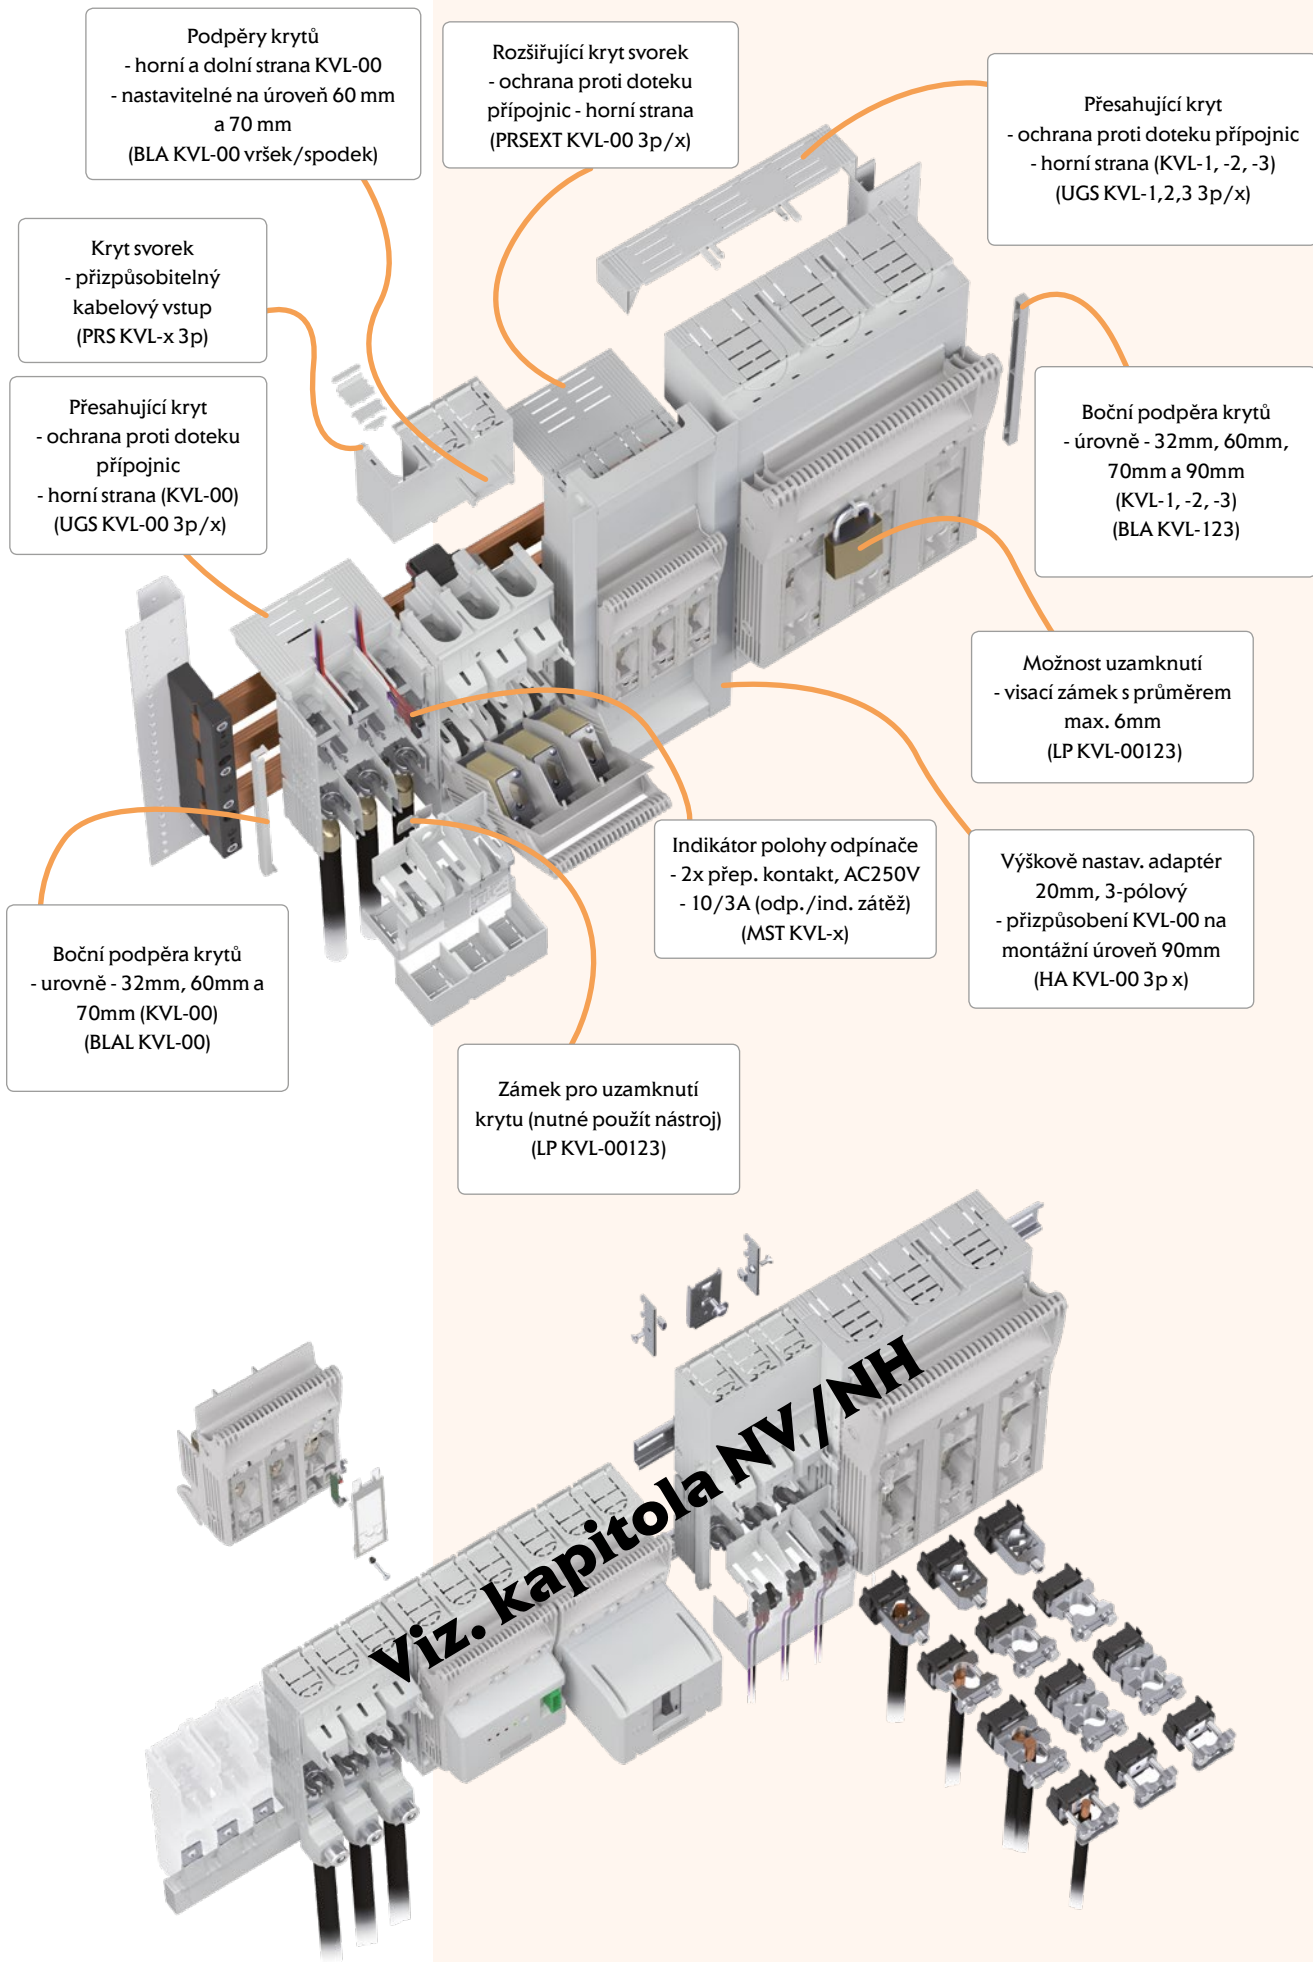 Podpěry krytů
- horní a dolní strana KVL-00
- nastavitelné na úroveň 60 mm
a 70 mm
(BLA KVL-00 vršek/spodek)
Rozšiřující kryt svorek
- ochrana proti doteku
přípojnic - horní strana
(PRSEXT KVL-00 3p/x)
Přesahující kryt
- ochrana proti doteku přípojnic
- horní strana (KVL-1, -2, -3)
(UGS KVL-1,2,3 3p/x)
Kryt svorek
- přizpůsobitelný
kabelový vstup
(PRS KVL-x 3p)
Přesahující kryt
- ochrana proti doteku
přípojnic
- horní strana (KVL-00)
(UGS KVL-00 3p/x)
Boční podpěra krytů
- úrovně - 32mm, 60mm,
70mm a 90mm
(KVL-1, -2, -3)
(BLA KVL-123)
Možnost uzamknutí
- visací zámek s průměrem
max. 6mm
(LP KVL-00123)
Indikátor polohy odpínače
- 2x přep. kontakt, AC250V
- 10/3A (odp./ind. zátěž)
(MST KVL-x)
Výškově nastav. adaptér
20mm, 3-pólový
- přizpůsobení KVL-00 na
montážní úroveň 90mm
(HA KVL-00 3p x)
Boční podpěra krytů
- urovně - 32mm, 60mm a
70mm (KVL-00)
(BLAL KVL-00)
Zámek pro uzamknutí
krytu (nutné použít nástroj)
(LP KVL-00123)
Viz. kapitola NV/NH